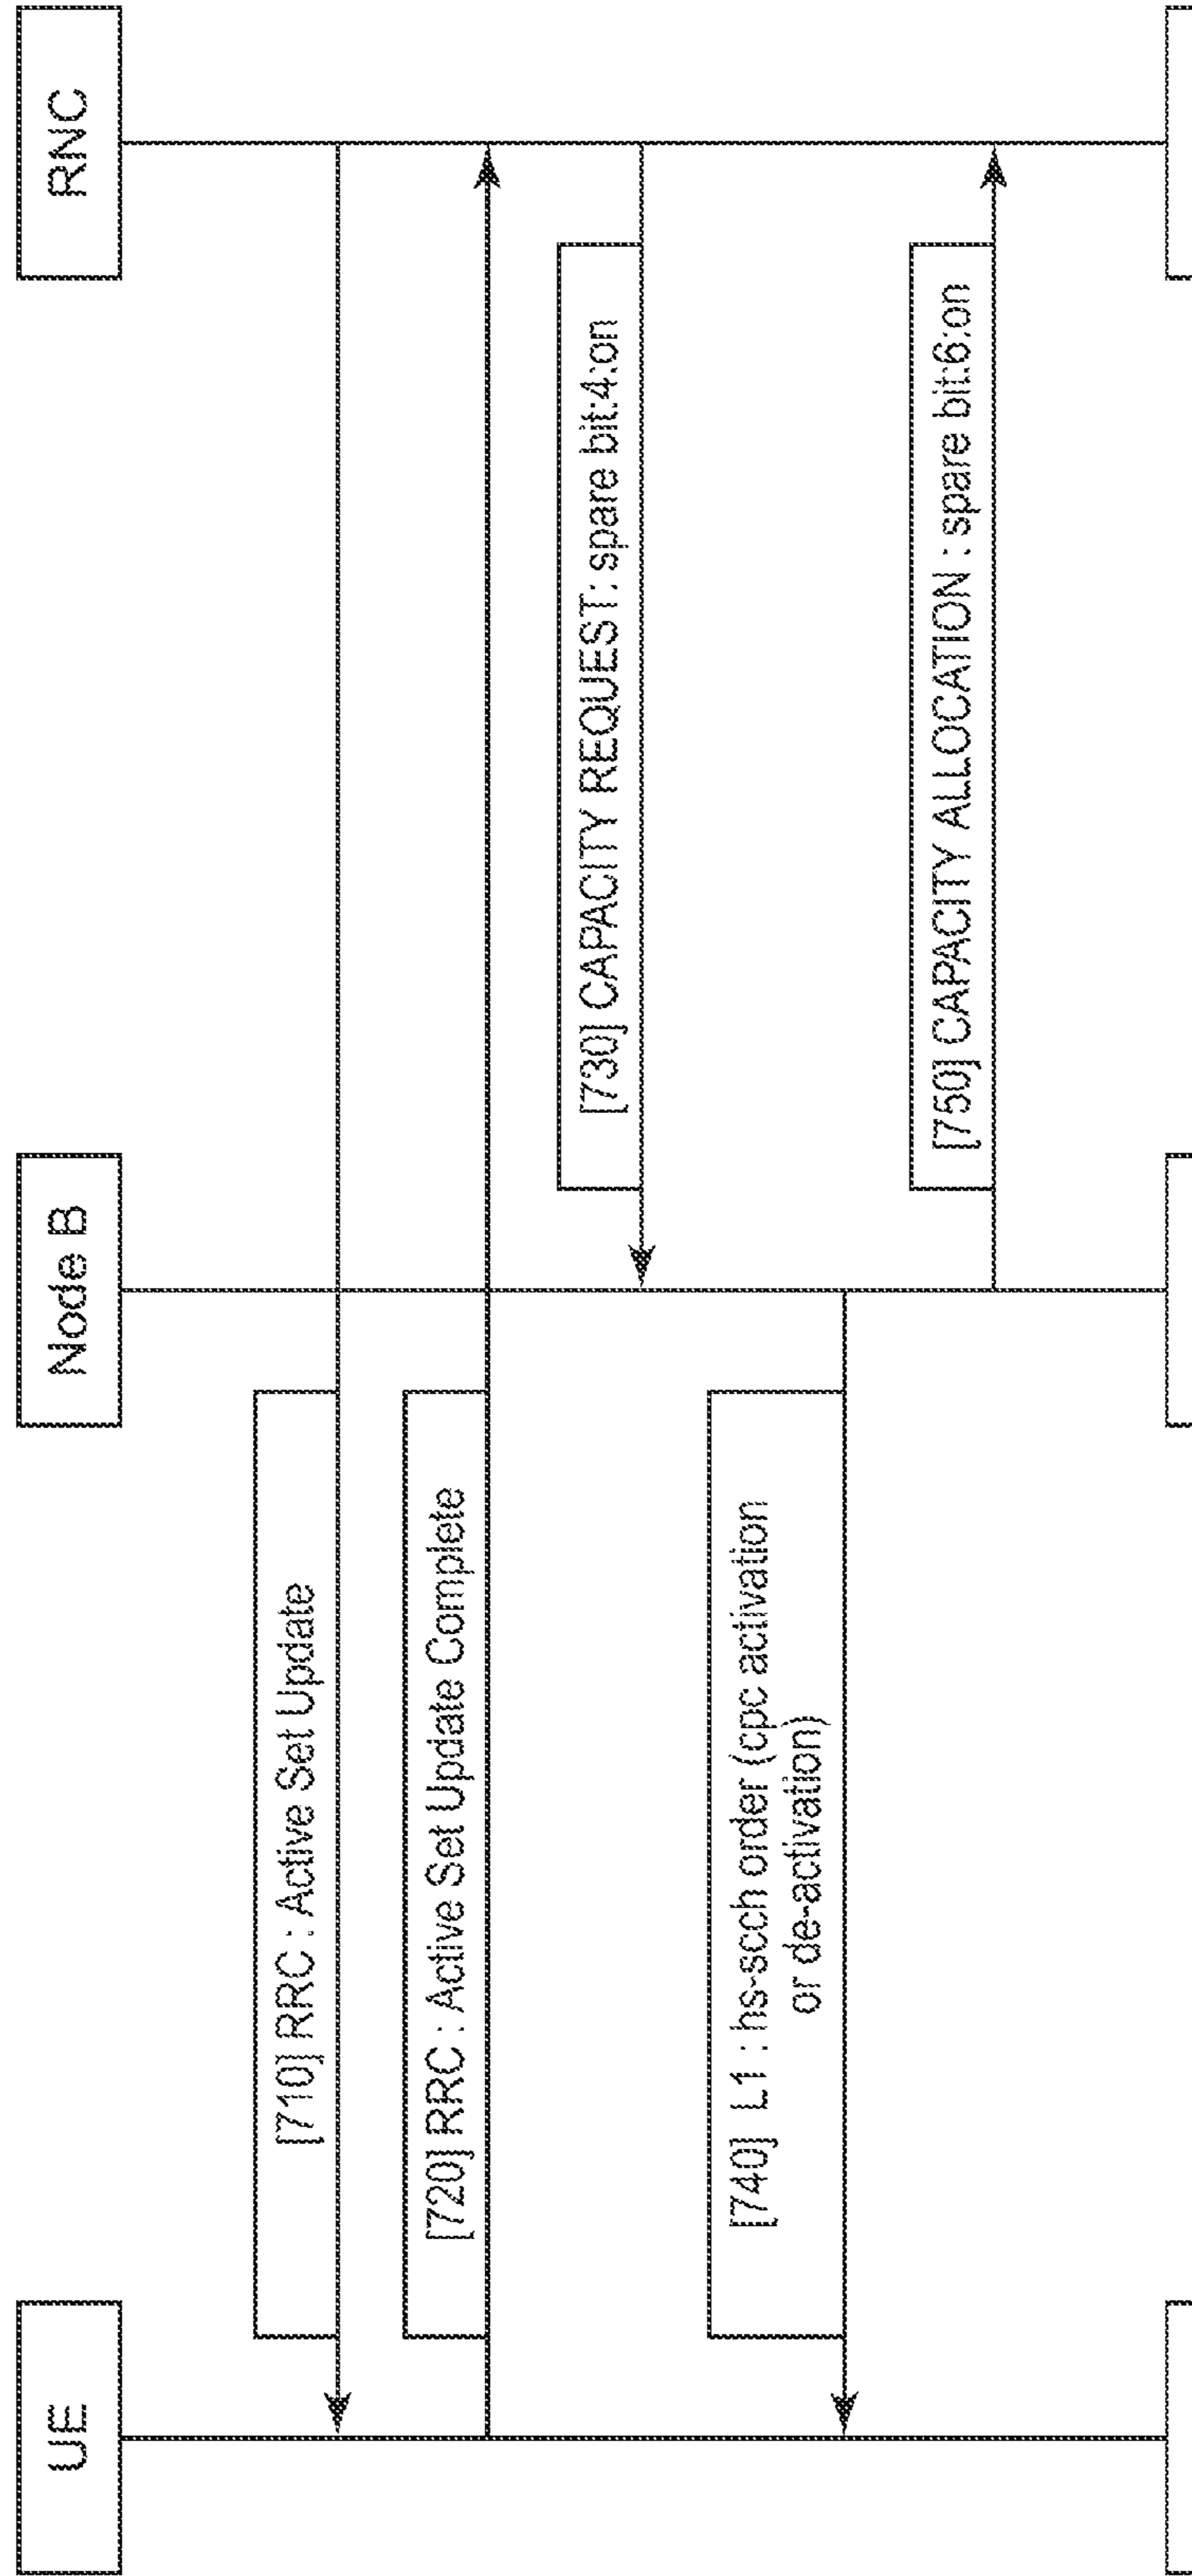 UE
Node B
RNC
[710] RRC : Active Set Update
[720] RRC : Active Set Update Complete
[730] CAPACITY REQUEST: spare bit:4:on
[740] L1 : hs-scch order (cpc activation
or de-activation)
[750] CAPACITY ALLOCATION : spare bit:6:on